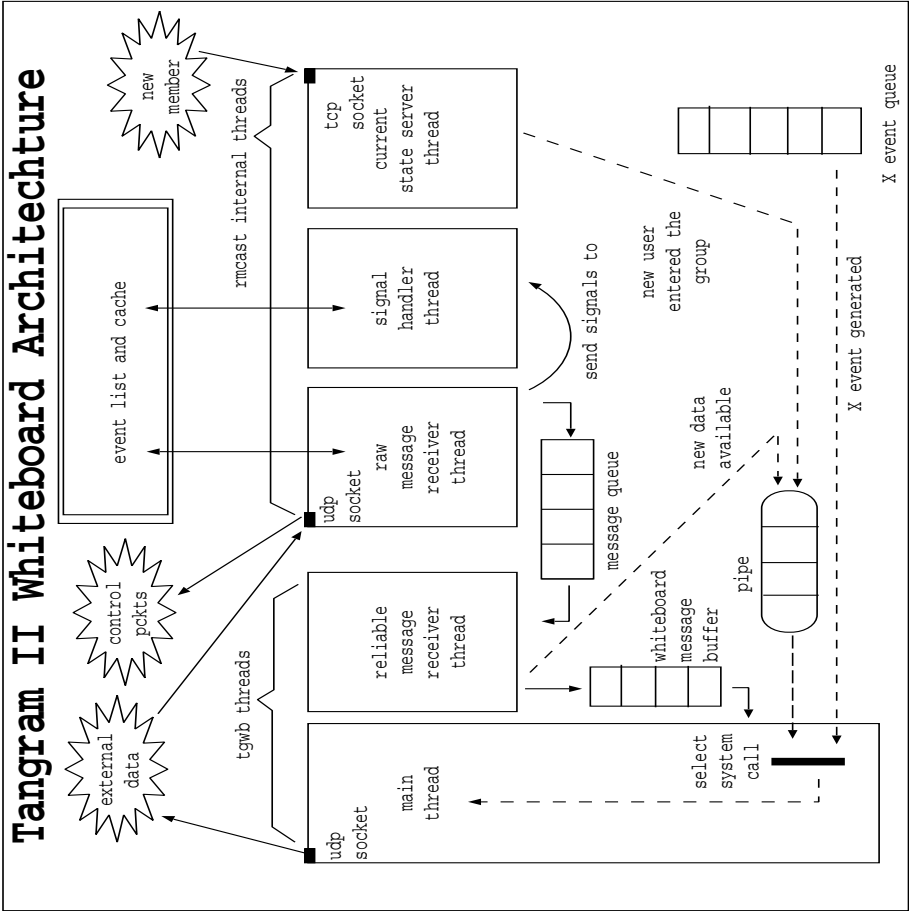 Tangram II Whiteboard Architechture
external
data
control
pckts
event list and cache
new
member
tgwb threads
rmcast internal threads
udp
socket
main
thread
reliable
message
receiver
thread
udp
socket
raw
message
receiver
thread
signal
handler
thread
tcp
socket
current
state server
thread
message queue
send signals to
select
system
call
whiteboard
message
buffer
pipe
new data
available
new user
entered the
group
X event generated
X event queue